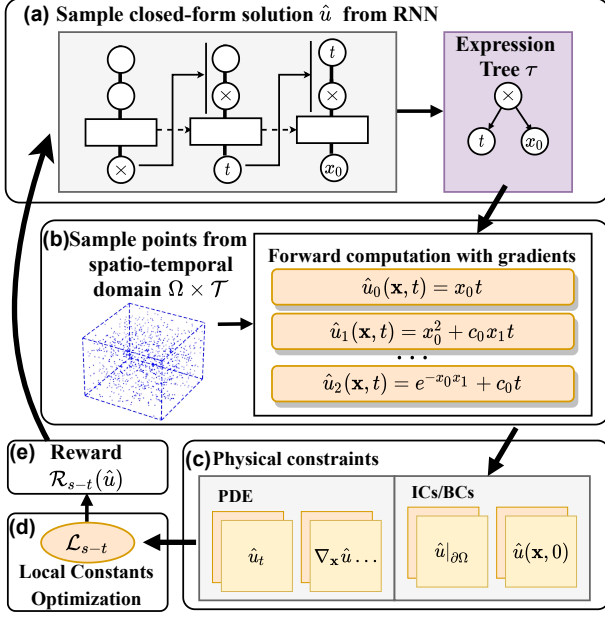 (a) Sample closed-form solution û from RNN
t
× ×
× t x₀
Expression
Tree τ
×
t x₀
(b) Sample points from
spatio-temporal
domain Ω × 𝒯
Forward computation with gradients
û₀(𝐱, t) = x₀t
û₁(𝐱, t) = x₀² + c₀x₁t
...
û₂(𝐱, t) = e^{−x₀x₁} + c₀t
(c) Physical constraints
PDE
ûₜ
∇ₓû ...
ICs/BCs
û|∂Ω
û(𝐱, 0)
(d)
ℒₛ₋ₜ
Local Constants
Optimization
(e) Reward
ℛₛ₋ₜ(û)